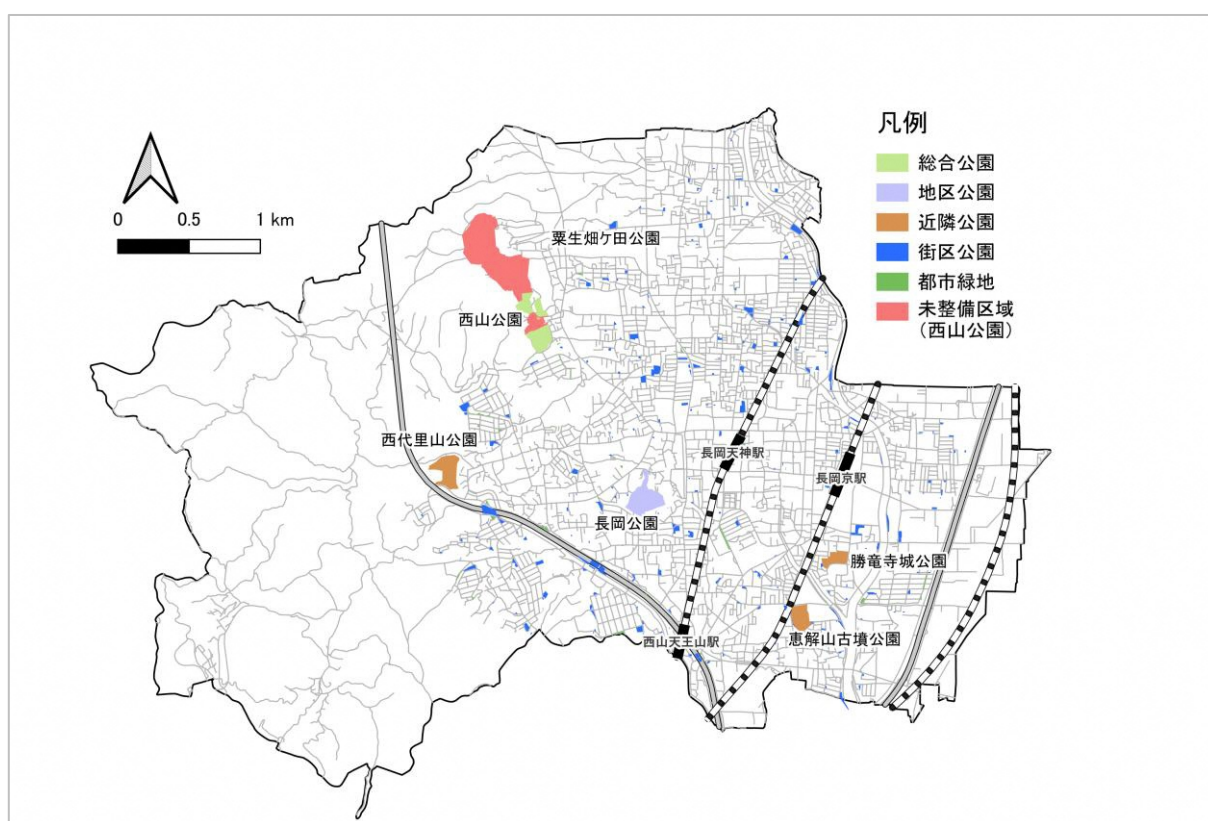 凡例
総合公園
地区公園
近隣公園
街区公園
都市緑地
未整備区域
(西山公園)
0 0.5 1 km
粟生畑ケ田公園
西山公園
西代里山公園
長岡天神駅
長岡京駅
長岡公園
勝竜寺城公園
恵解山古墳公園
西山天王山駅